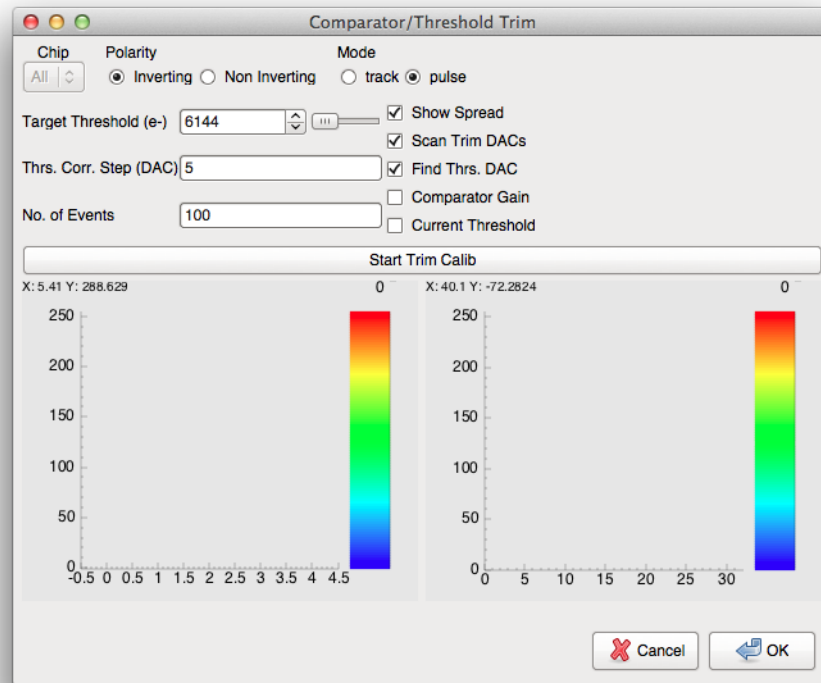 Comparator/Threshold Trim
Chip Polarity Mode
All Inverting Non Inverting track pulse
Target Threshold (e-) 6144 Show Spread
Scan Trim DACs
Thrs. Corr. Step (DAC) 5 Find Thrs. DAC
Comparator Gain
No. of Events 100 Current Threshold
Start Trim Calib
X: 5.41 Y: 288.629 0 X: 40.1 Y: -72.2824 0
250 250
200 200
150 150
100 100
50 50
0 0
-0.5 0 0.5 1 1.5 2 2.5 3 3.5 4 4.5 0 5 10 15 20 25 30
Cancel OK